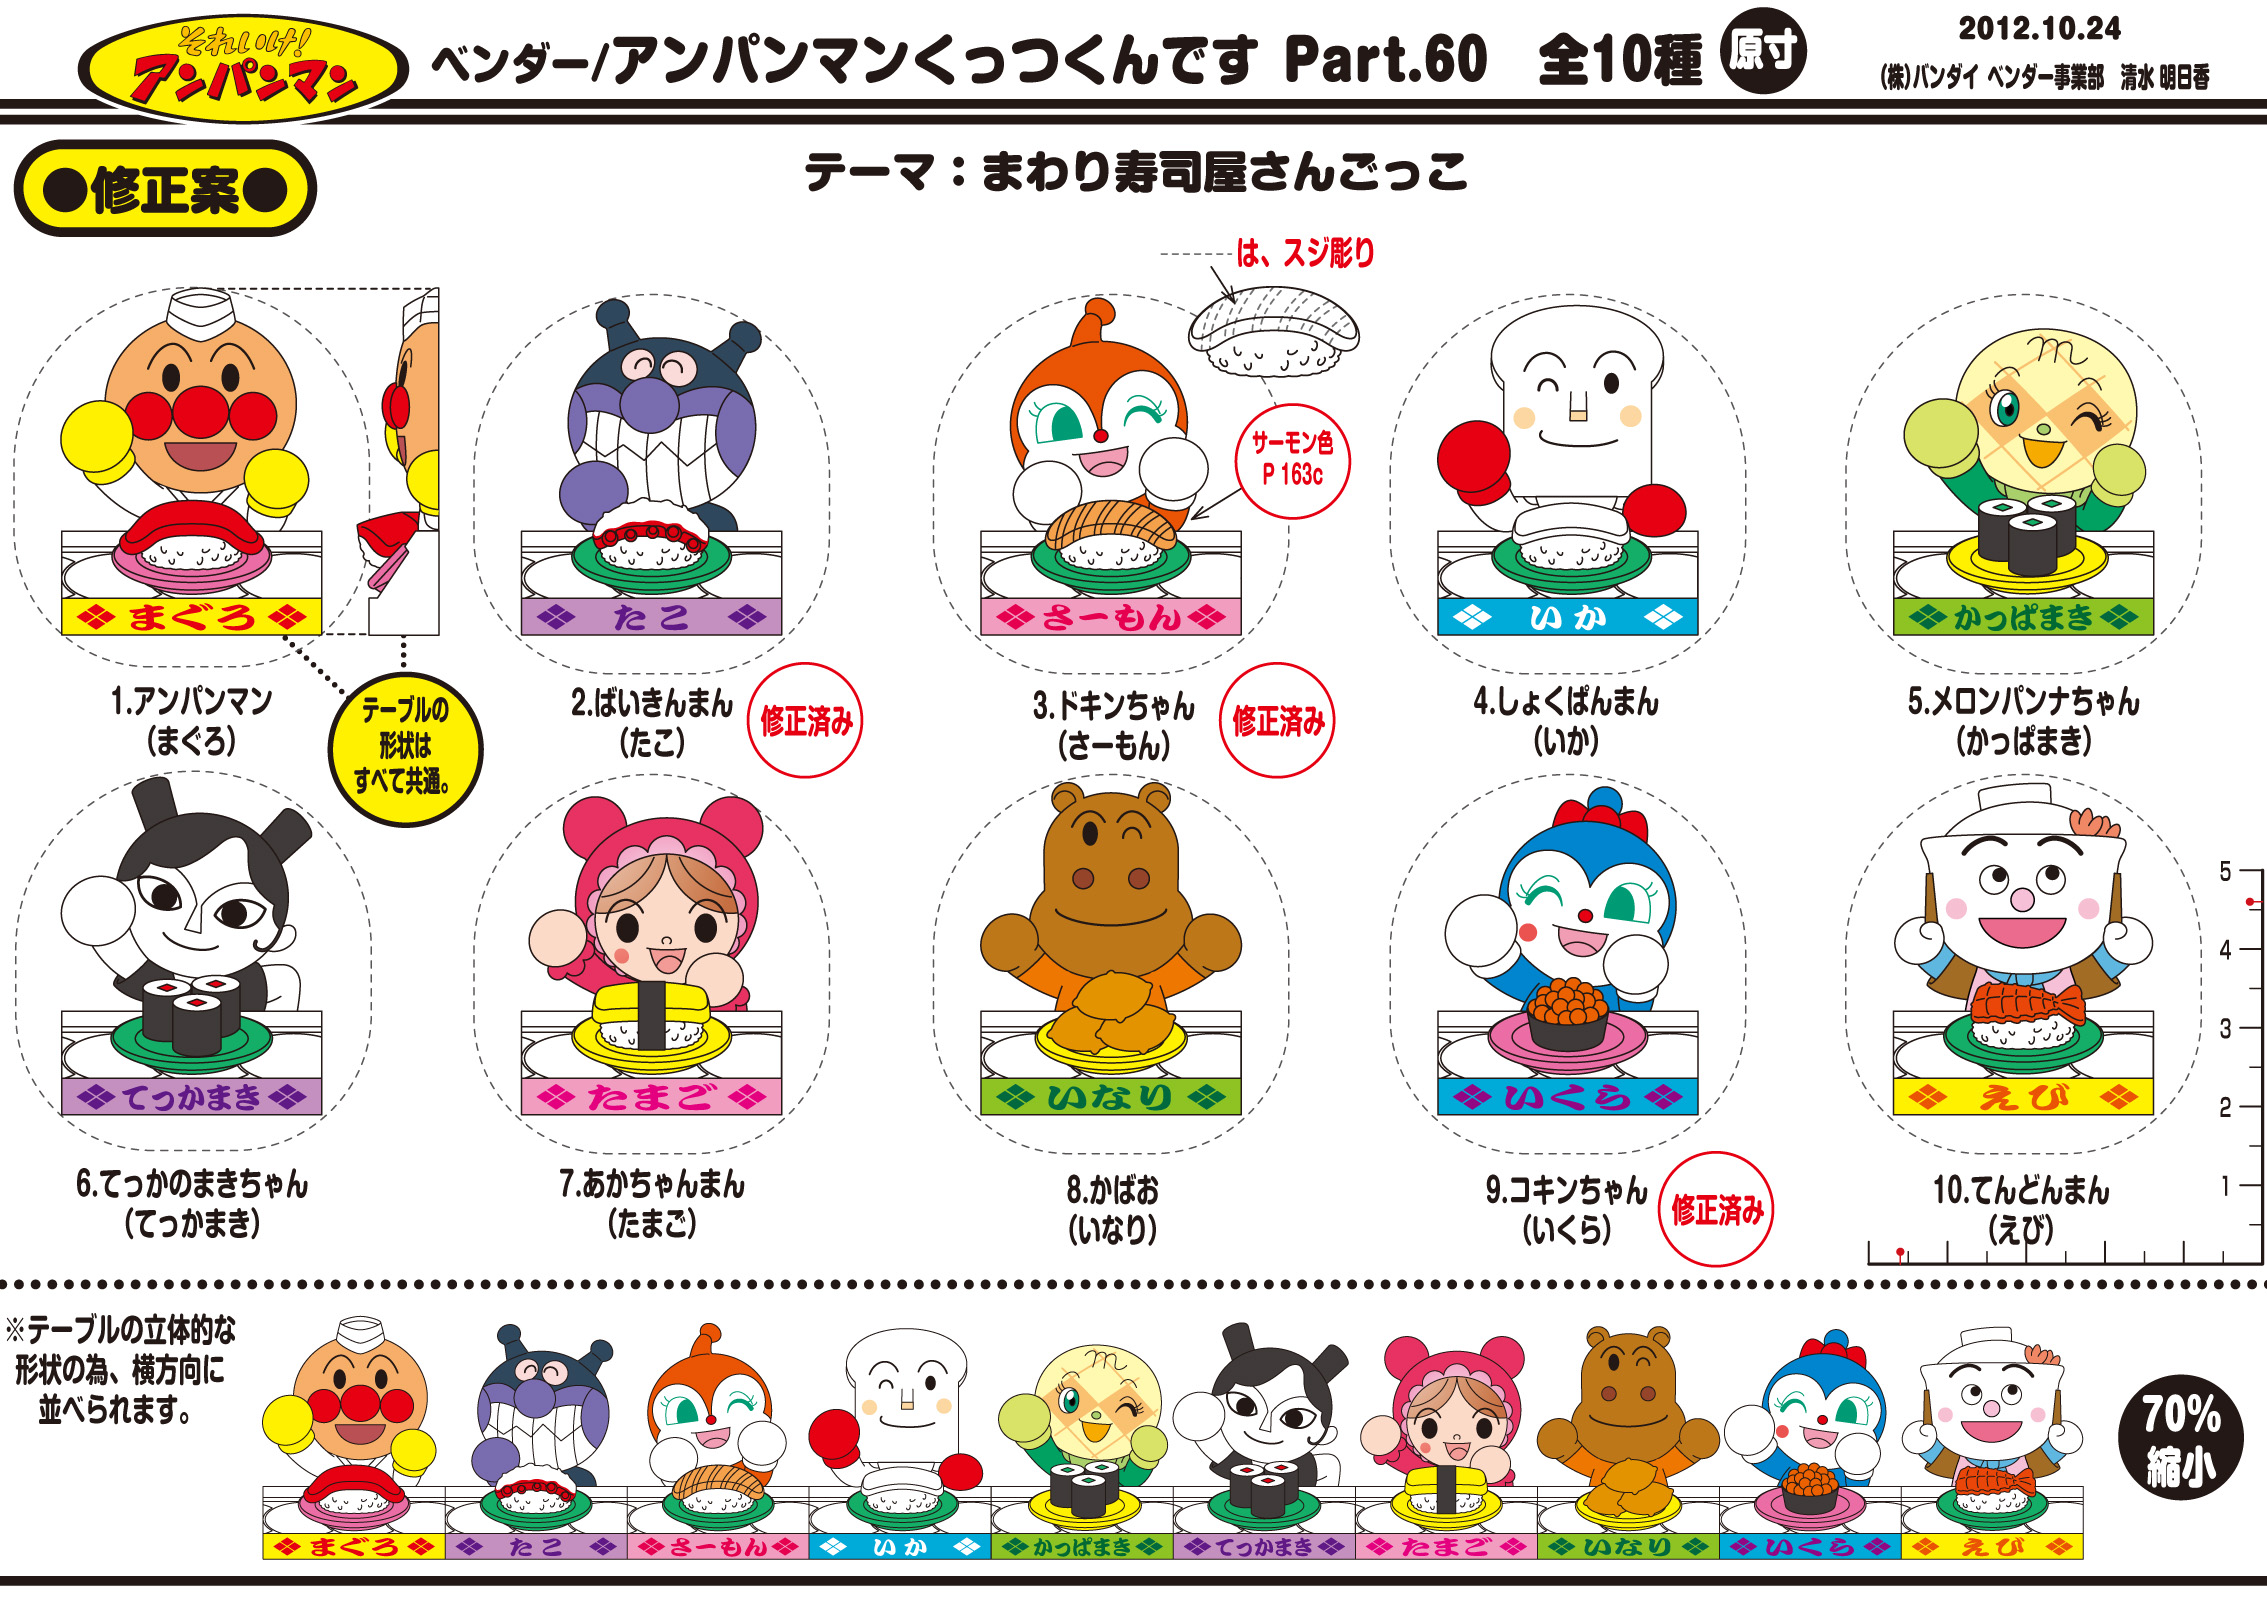 それいけ!
アンパンマン
ベンダー/アンパンマンくっつくんです Part.60 全10種 原寸
2012.10.24
(株)バンダイ ベンダー事業部 清水 明日香
●修正案●
テーマ：まわり寿司屋さんごっこ
は、スジ彫り
サーモン色
P 163c
まぐろ
たこ
さーもん
いか
かっぱまき
1.アンパンマン
(まぐろ)
テーブルの
形状は
すべて共通。
2.ばいきんまん
(たこ)
修正済み
3.ドキンちゃん
(さーもん)
修正済み
4.しょくぱんまん
(いか)
5.メロンパンナちゃん
(かっぱまき)
てっかまき
たまご
いなり
いくら
えび
6.てっかのまきちゃん
(てっかまき)
7.あかちゃんまん
(たまご)
8.かばお
(いなり)
9.コキンちゃん
(いくら)
修正済み
10.てんどんまん
(えび)
5
4
3
2
1
※テーブルの立体的な
形状の為、横方向に
並べられます。
まぐろ
たこ
さーもん
いか
かっぱまき
てっかまき
たまご
いなり
いくら
えび
70%
縮小